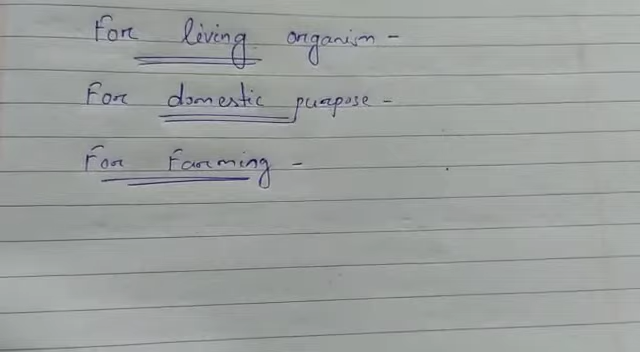 For living organism -
For domestic purpose -
For Farming -